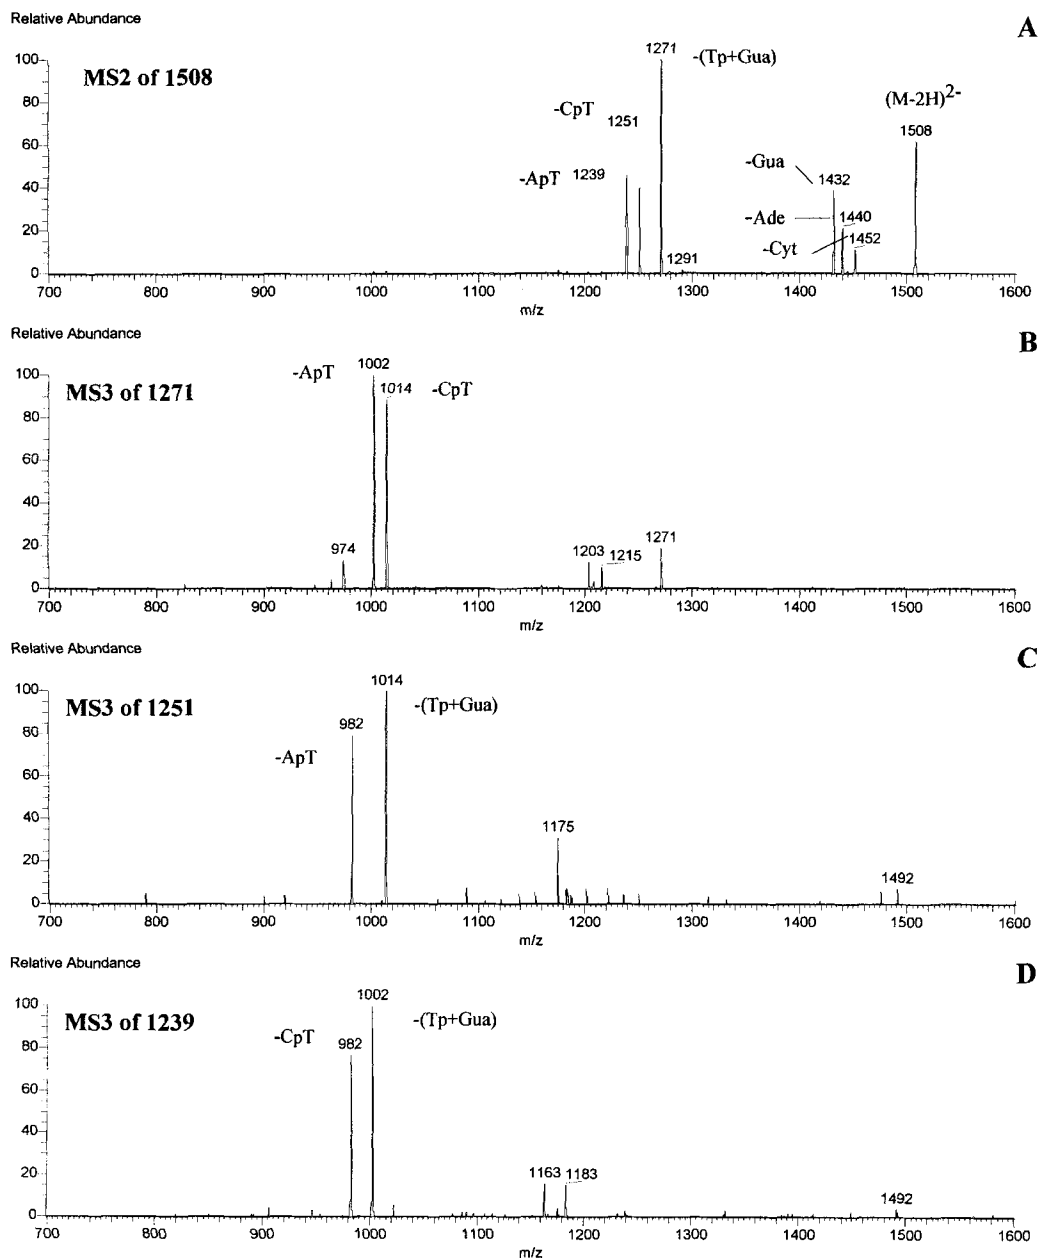 Relative Abundance
A
MS2 of 1508
1271
-(Tp+Gua)
(M-2H)2-
-CpT
1251
1508
-ApT 1239
-Gua
1432
-Ade
1440
-Cyt
1452
1291
100
80
60
40
20
0
700 800 900 1000 1100 1200 1300 1400 1500 1600
m/z
Relative Abundance
B
MS3 of 1271
-ApT
1002
1014
-CpT
974
1203
1215
1271
100
80
60
40
20
0
700 800 900 1000 1100 1200 1300 1400 1500 1600
m/z
Relative Abundance
C
MS3 of 1251
1014
-(Tp+Gua)
982
-ApT
1175
1492
100
80
60
40
20
0
700 800 900 1000 1100 1200 1300 1400 1500 1600
m/z
Relative Abundance
D
MS3 of 1239
1002
-(Tp+Gua)
-CpT
982
1163
1183
1492
100
80
60
40
20
0
700 800 900 1000 1100 1200 1300 1400 1500 1600
m/z